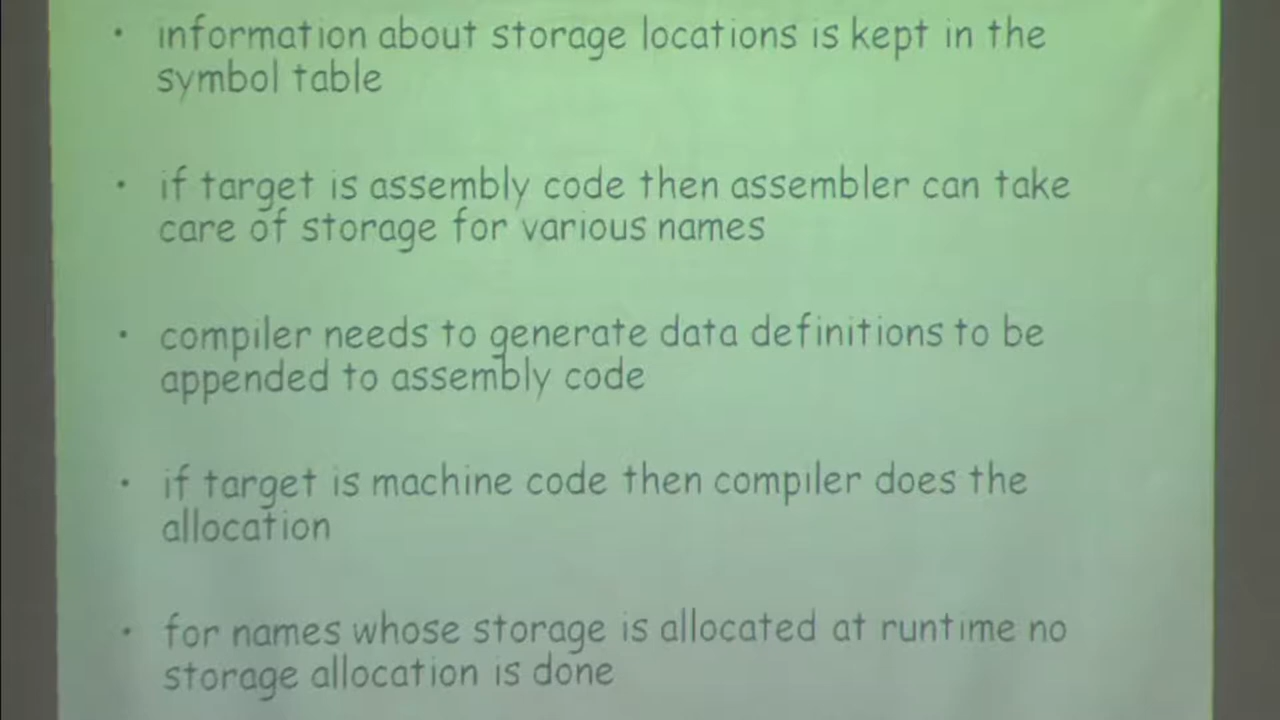 • information about storage locations is kept in the
symbol table
• if target is assembly code then assembler can take
care of storage for various names
• compiler needs to generate data definitions to be
appended to assembly code
• if target is machine code then compiler does the
allocation
• for names whose storage is allocated at runtime no
storage allocation is done